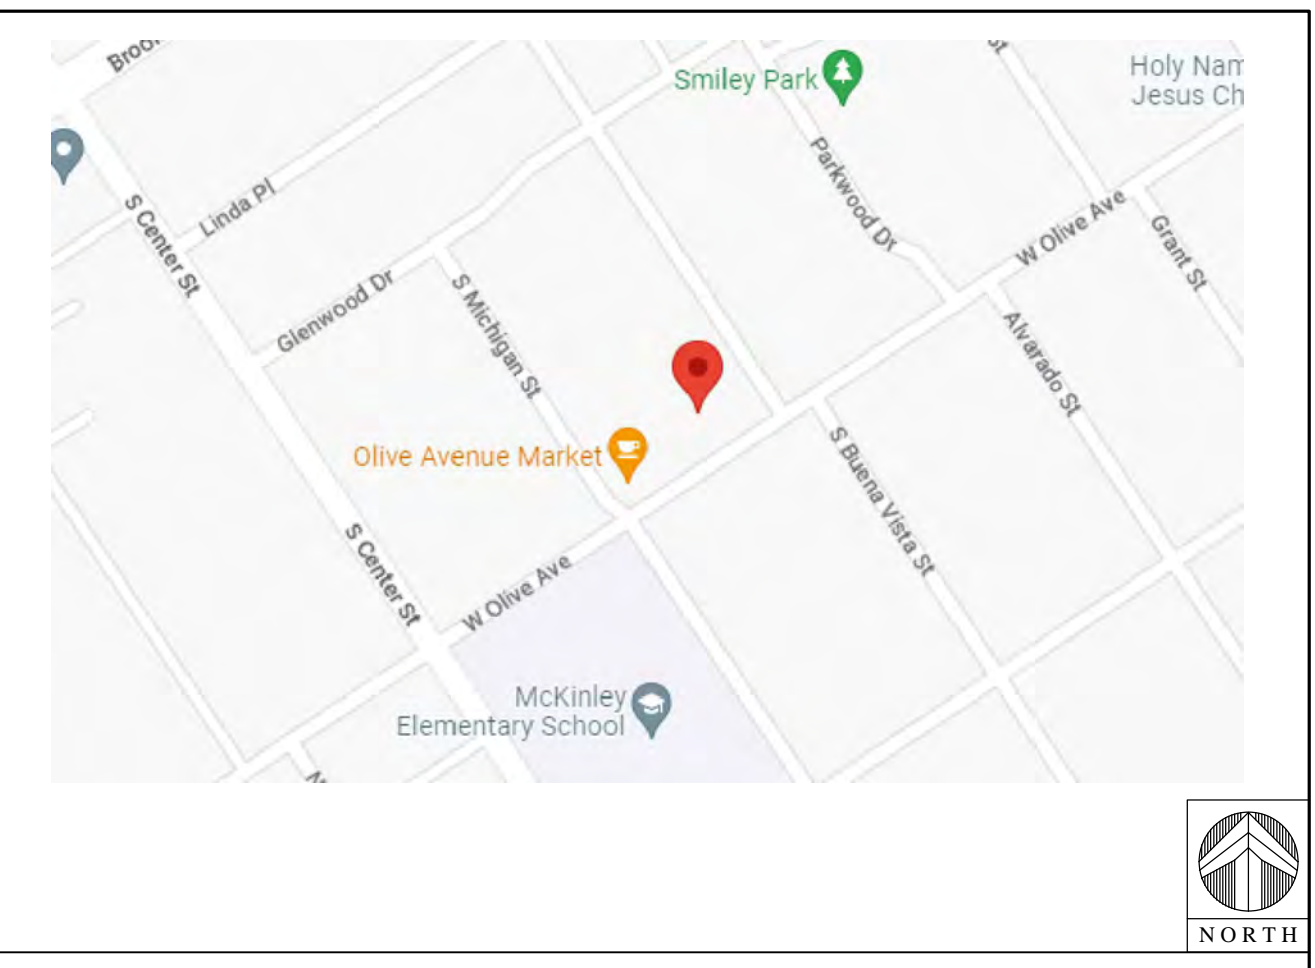 Smiley Park
Holy Nam
Jesus Ch
Linda Pl
S Center St
Parkwood Dr
W Olive Ave
Grant St
Glenwood Dr
S Michigan St
Alvarado St
Olive Avenue Market
S Buena Vista St
S Center St
W Olive Ave
McKinley
Elementary School
NORTH